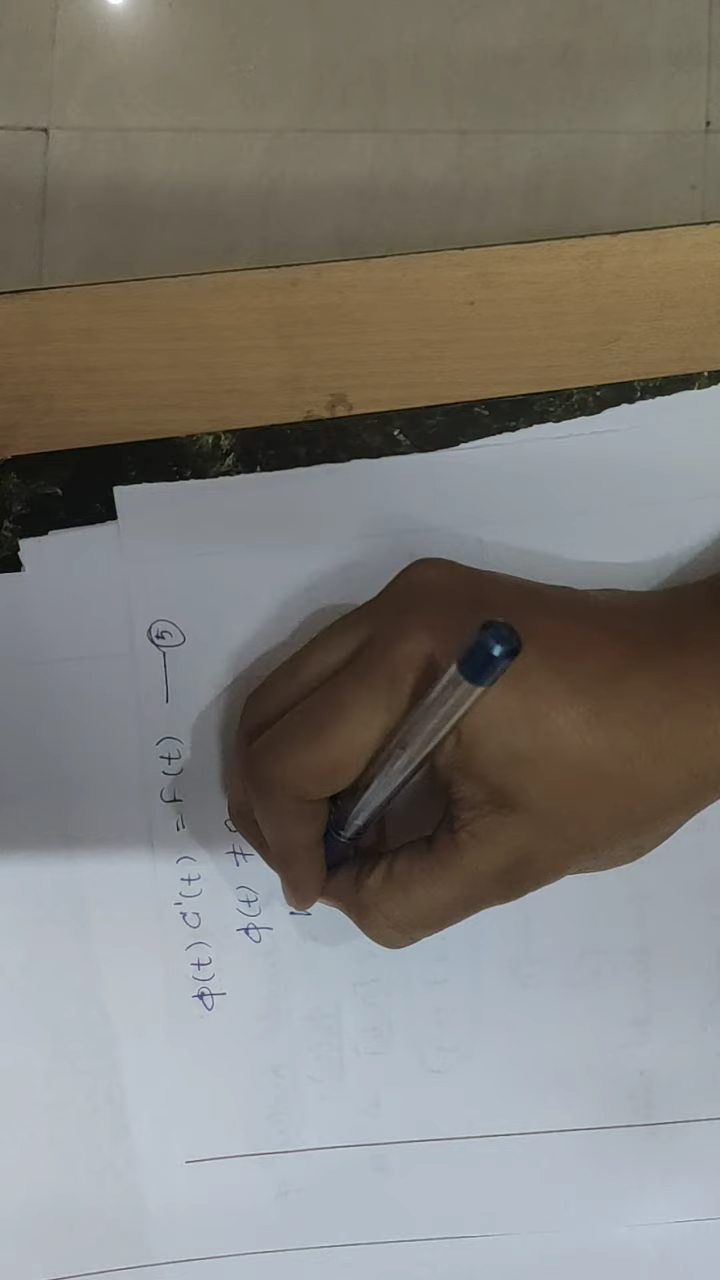 φ(t) C'(t) = F(t) — ⑤
φ(t) ≠